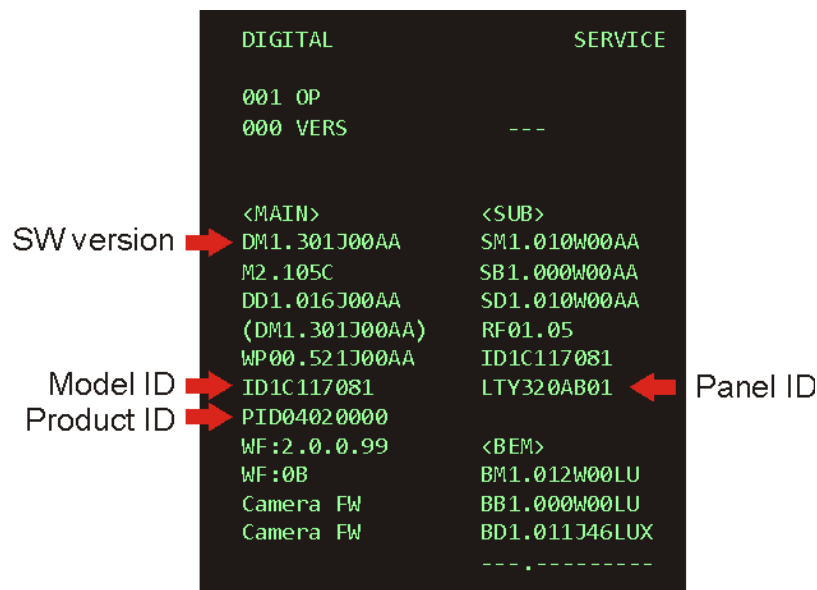 DIGITAL SERVICE
001 OP
000 VERS ---
<MAIN> <SUB>
SW version DM1.301J00AA SM1.010W00AA
M2.105C SB1.000W00AA
DD1.016J00AA SD1.010W00AA
(DM1.301J00AA) RF01.05
WP00.521J00AA ID1C117081
Model ID ID1C117081 LTY320AB01 Panel ID
Product ID PID04020000
WF:2.0.0.99 <BEM>
WF:0B BM1.012W00LU
Camera FW BB1.000W00LU
Camera FW BD1.011J46LUX
---.---------